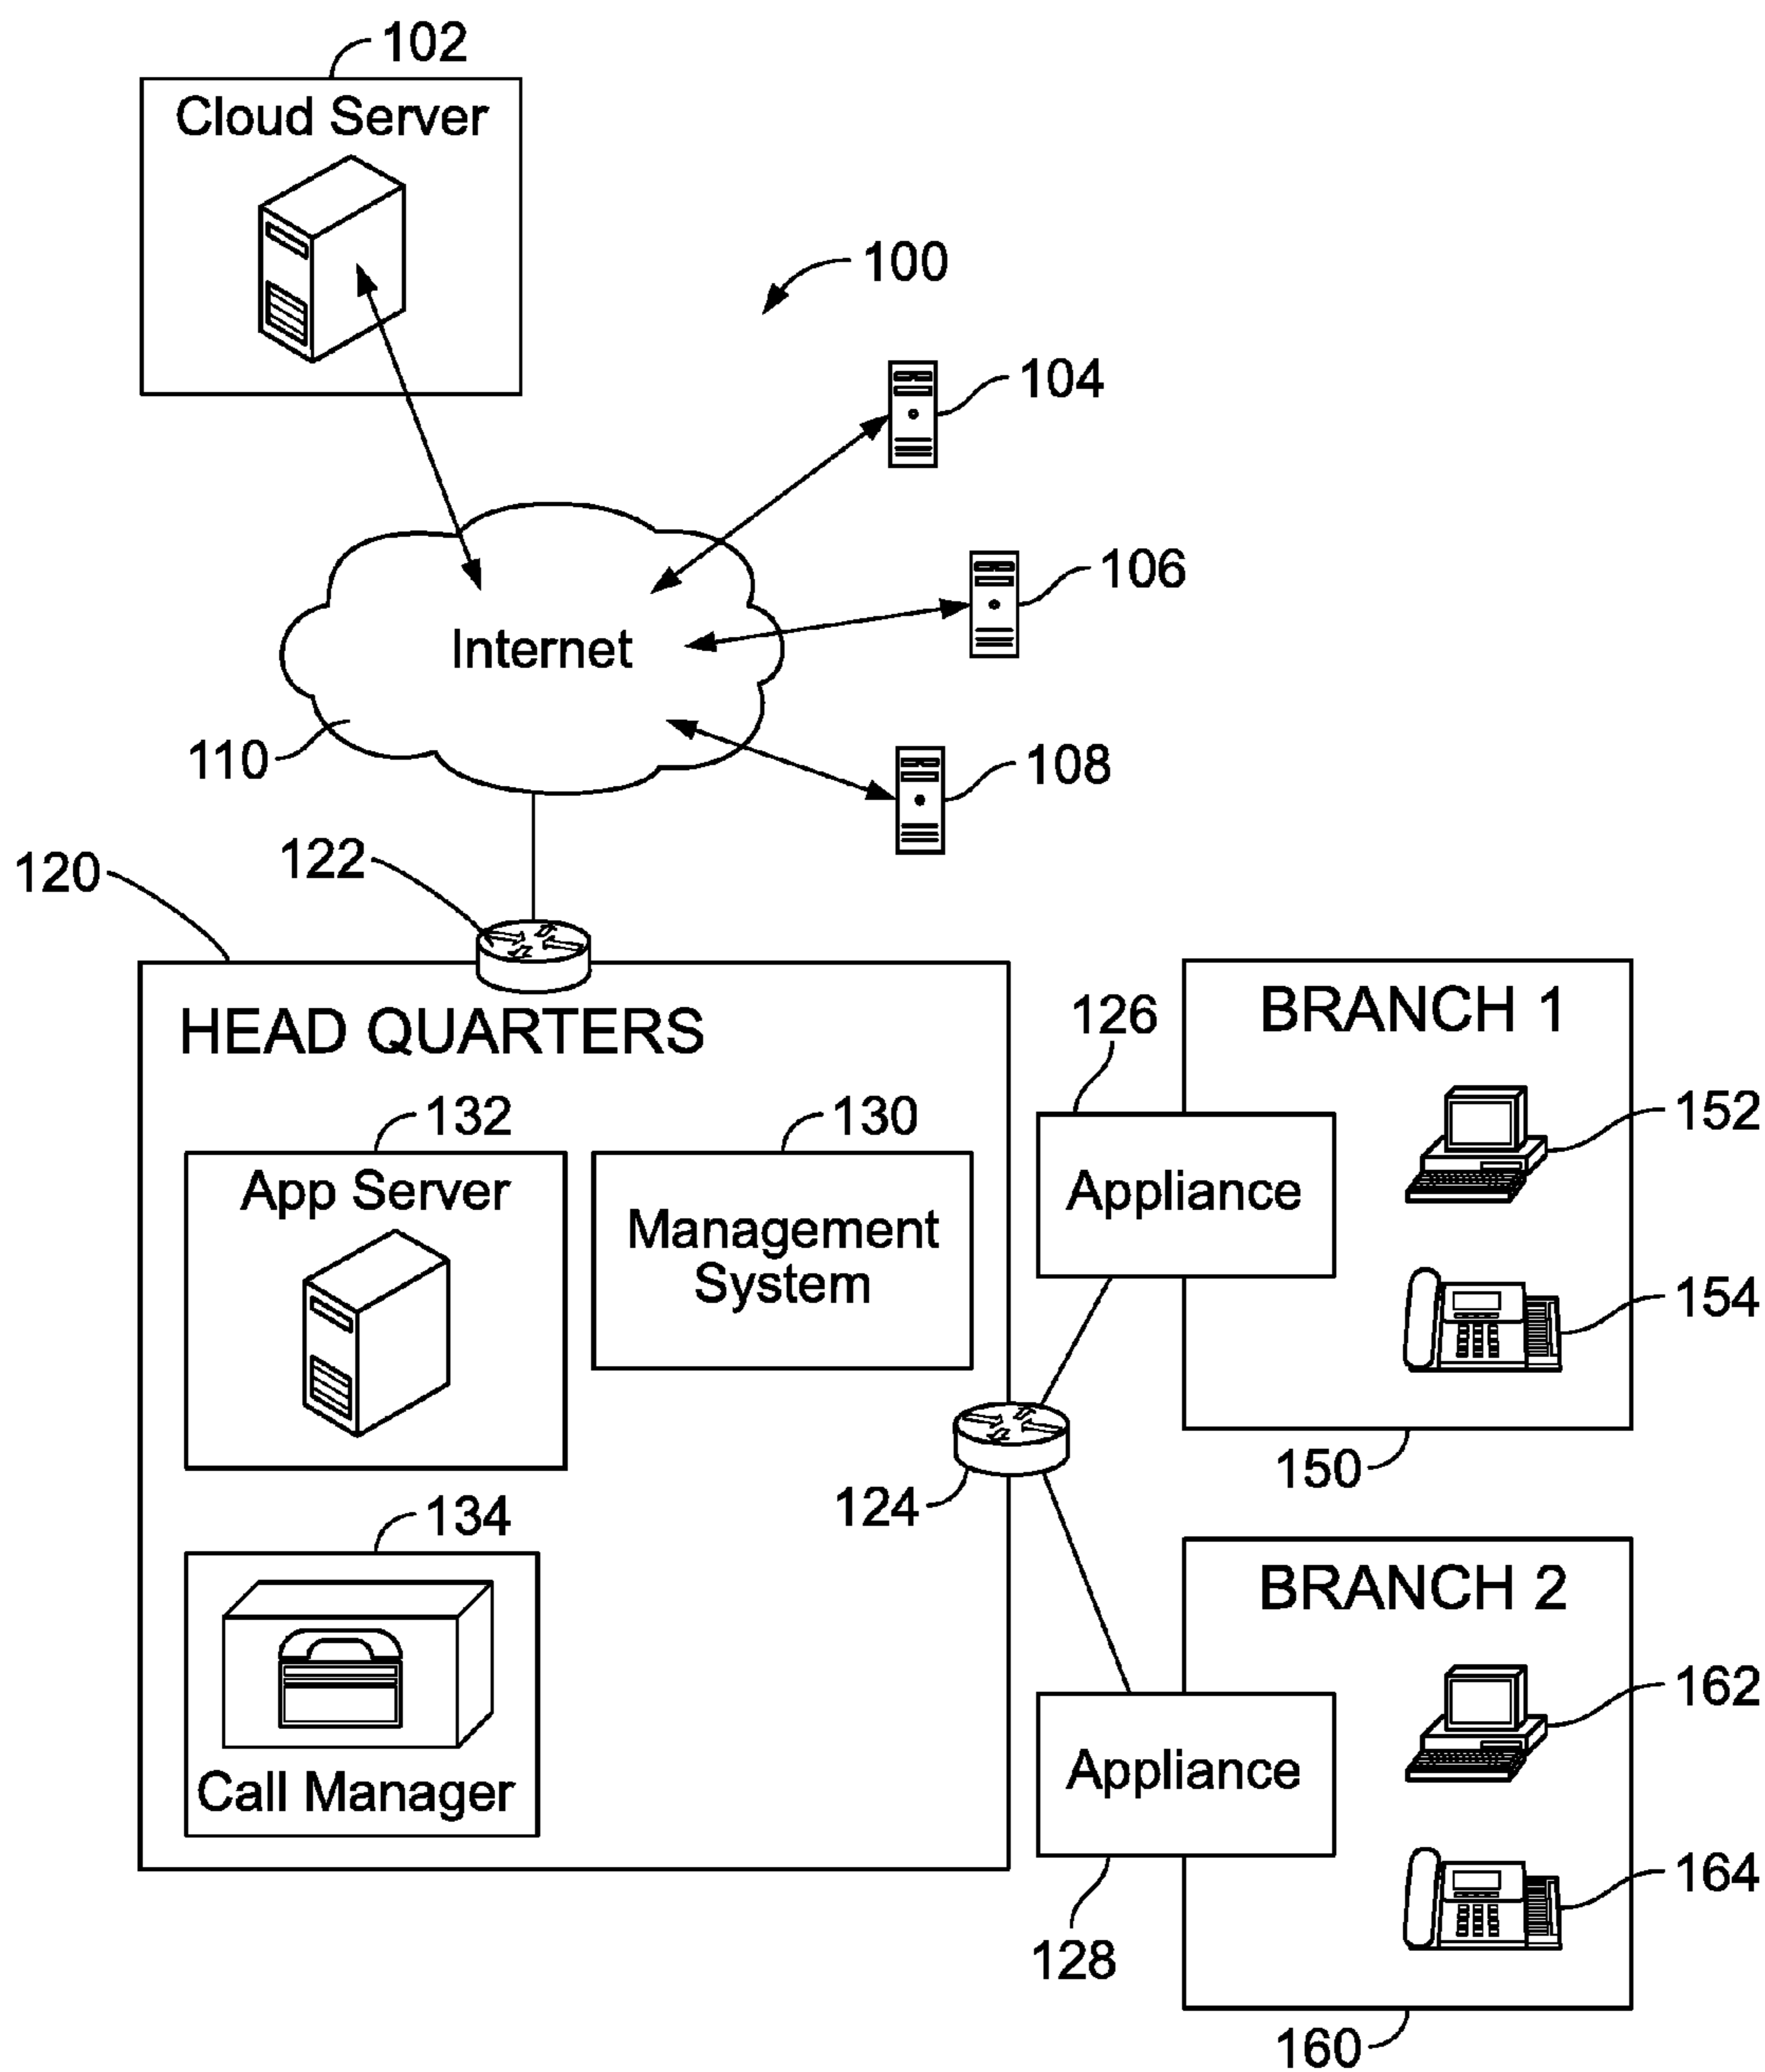 102
Cloud Server
100
104
106
Internet
110
108
122
120
HEAD QUARTERS
126
BRANCH 1
132
130
152
App Server
Management
System
Appliance
154
150
124
134
BRANCH 2
162
Appliance
Call Manager
164
128
160